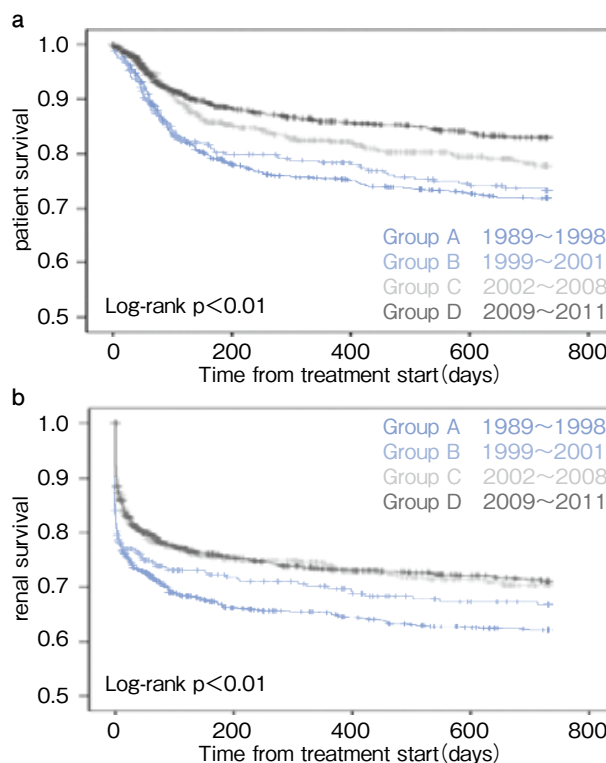 a
1.0
0.9
0.8
0.7
0.6
0.5
patient survival
Group A 1989～1998
Group B 1999～2001
Group C 2002～2008
Group D 2009～2011
Log-rank p<0.01
0 200 400 600 800
Time from treatment start(days)
b
1.0
0.9
0.8
0.7
0.6
0.5
renal survival
Group A 1989～1998
Group B 1999～2001
Group C 2002～2008
Group D 2009～2011
Log-rank p<0.01
0 200 400 600 800
Time from treatment start(days)